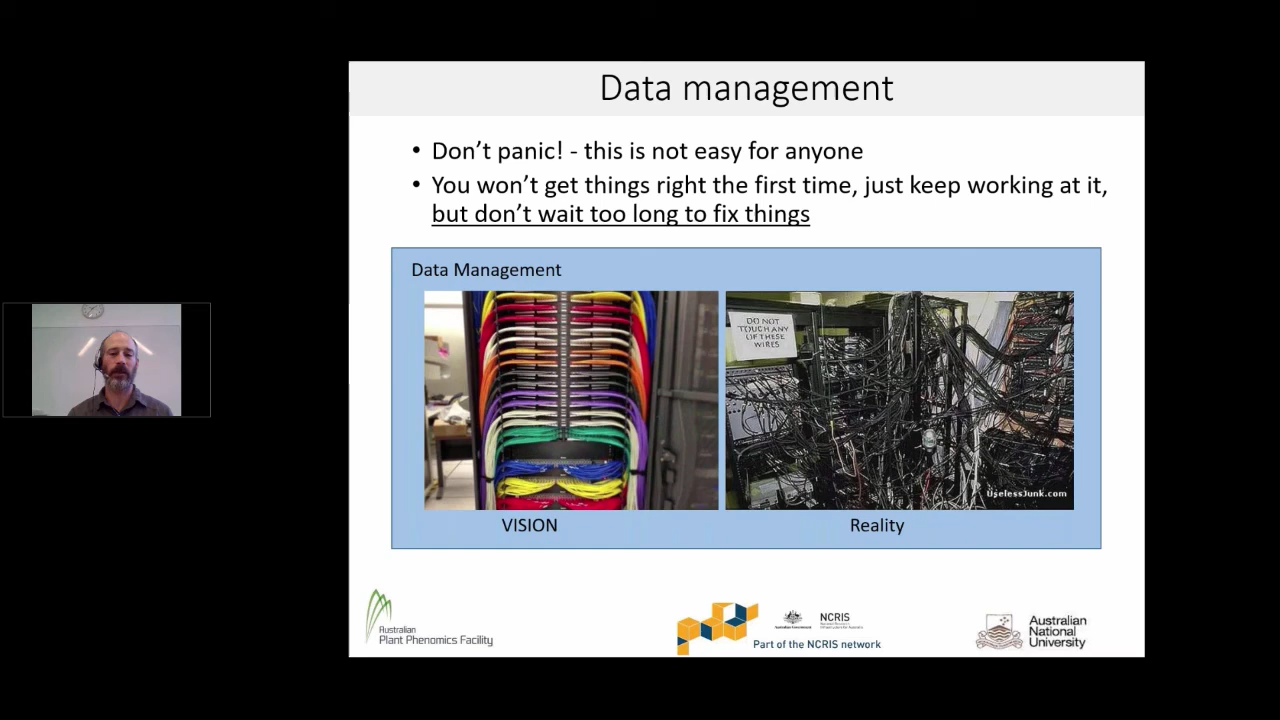 Data management
• Don’t panic! - this is not easy for anyone
• You won’t get things right the first time, just keep working at it,
but don’t wait too long to fix things
Data Management
DO NOT
TOUCH ANY
OF THESE
WIRES
UselessJunk.com
VISION
Reality
Australian
Plant Phenomics Facility
Australian Government
NCRIS
Part of the NCRIS network
Australian
National
University